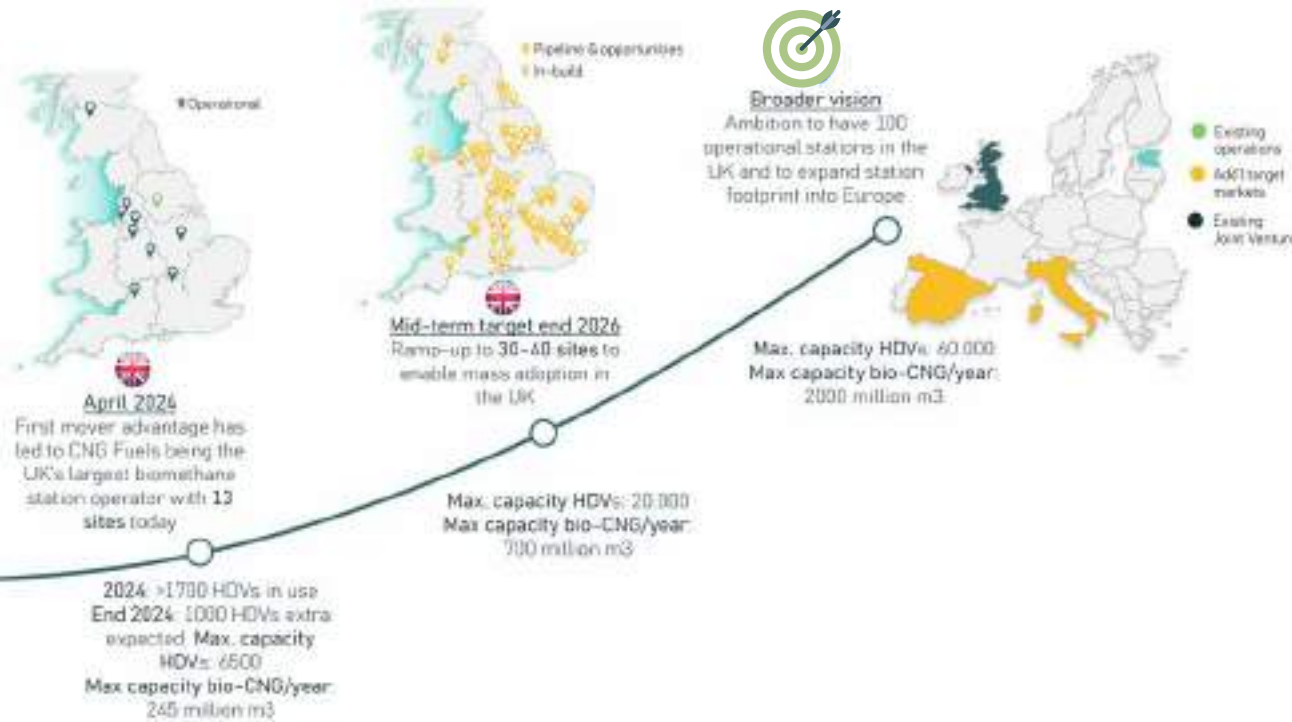 Operational
April 2024
First mover advantage has
led to CNG Fuels being the
UK's largest biomethane
station operator with 13
sites today
2024: >1700 HDVs in use
End 2024: 1000 HDVs extra
expected. Max. capacity
HDVs: 6500
Max capacity bio-CNG/year:
245 million m3
Pipeline & opportunities
In-build
Mid-term target end 2026
Ramp-up to 30-40 sites to
enable mass adoption in
the UK
Max. capacity HDVs: 20.000
Max capacity bio-CNG/year:
700 million m3
Broader vision
Ambition to have 100
operational stations in the
UK and to expand station
footprint into Europe
Max. capacity HDVs: 60.000
Max capacity bio-CNG/year:
2000 million m3
Existing
operations
Add'l target
markets
Existing
Joint Venture